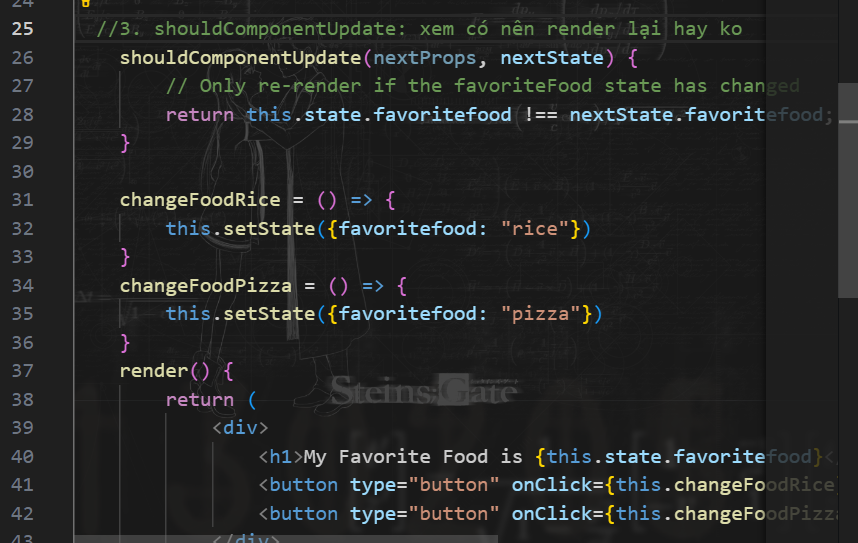 24
25 //3. shouldComponentUpdate: xem có nên render lại hay ko
26 shouldComponentUpdate(nextProps, nextState) {
27 // Only re-render if the favoriteFood state has changed
28 return this.state.favoritefood !== nextState.favoritefood;
29 }
30
31 changeFoodRice = () => {
32 this.setState({favoritefood: "rice"})
33 }
34 changeFoodPizza = () => {
35 this.setState({favoritefood: "pizza"})
36 }
37 render() {
38 return (
39 <div>
40 <h1>My Favorite Food is {this.state.favoritefood}<
41 <button type="button" onClick={this.changeFoodRice
42 <button type="button" onClick={this.changeFoodPizza
43 </div>
Steins;Gate